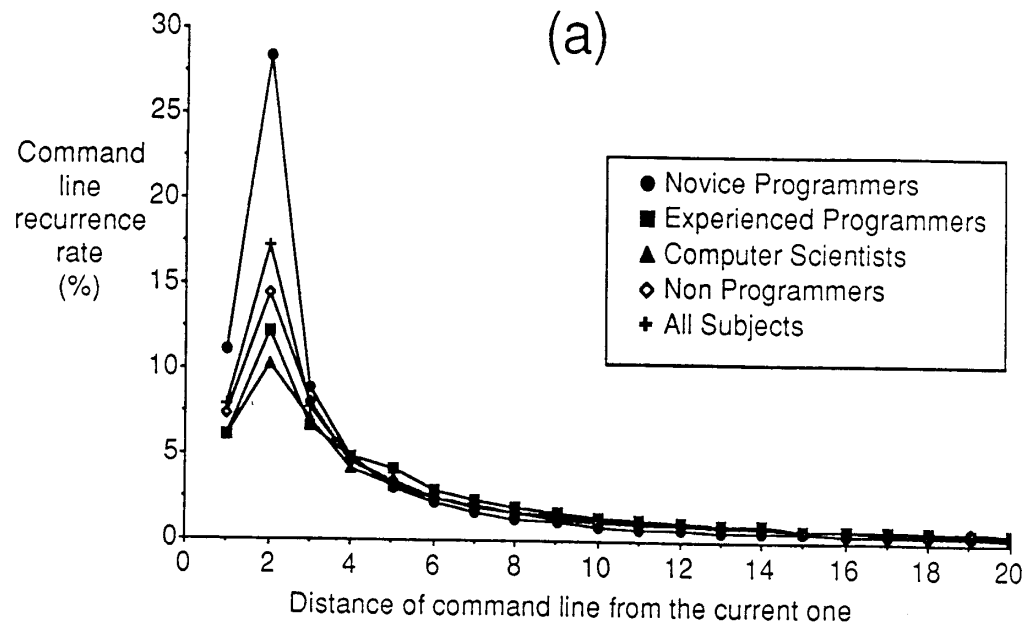 (a)
30
25
20
15
10
5
0
Command
line
recurrence
rate
(%)
Novice Programmers
Experienced Programmers
Computer Scientists
Non Programmers
All Subjects
0 2 4 6 8 10 12 14 16 18 20
Distance of command line from the current one